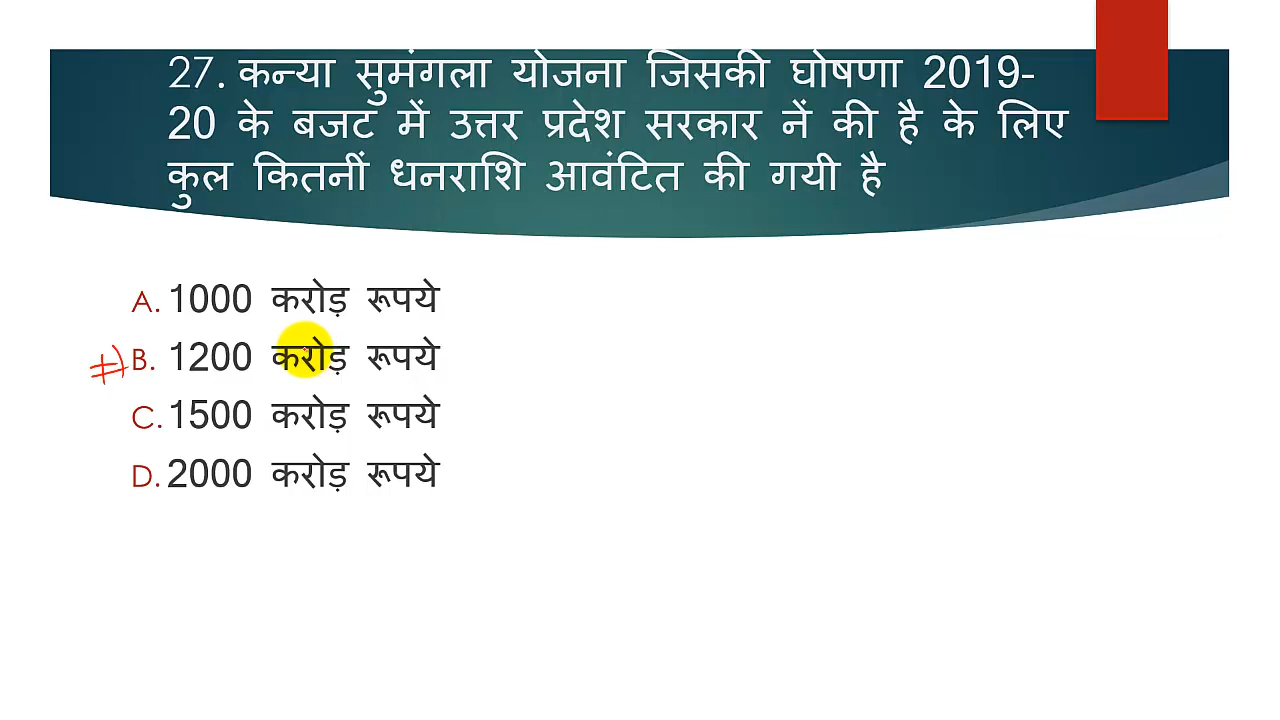 27. कन्या सुमंगला योजना जिसकी घोषणा 2019-
20 के बजट में उत्तर प्रदेश सरकार नें की है के लिए
कुल कितनीं धनराशि आवंटित की गयी है
A. 1000 करोड़ रूपये
B. 1200 करोड़ रूपये
C. 1500 करोड़ रूपये
D. 2000 करोड़ रूपये